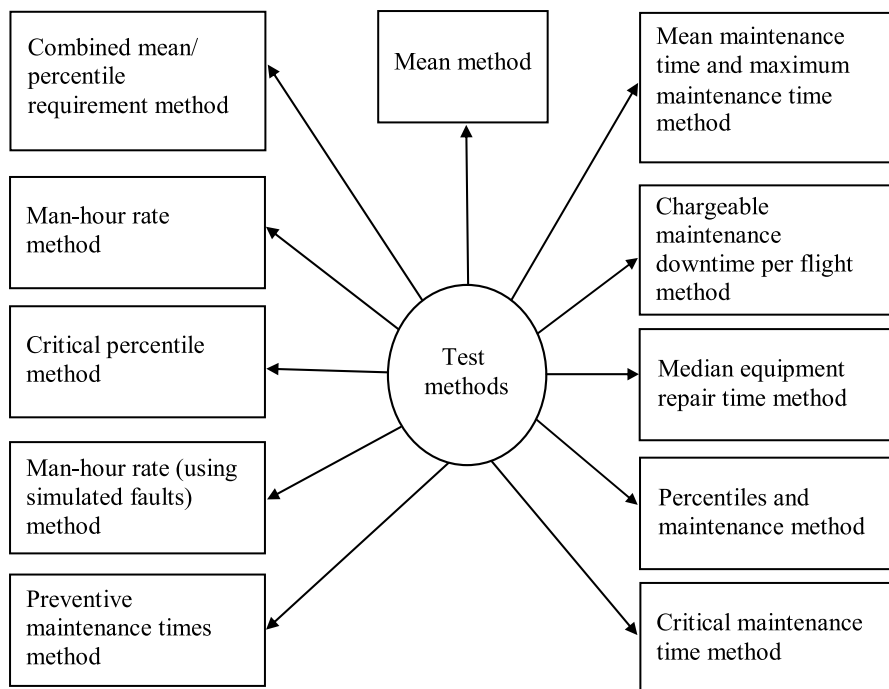 Combined mean/
percentile
requirement method
Mean method
Mean maintenance
time and maximum
maintenance time
method
Man-hour rate
method
Chargeable
maintenance
downtime per flight
method
Critical percentile
method
Test
methods
Median equipment
repair time method
Man-hour rate (using
simulated faults)
method
Percentiles and
maintenance method
Preventive
maintenance times
method
Critical maintenance
time method